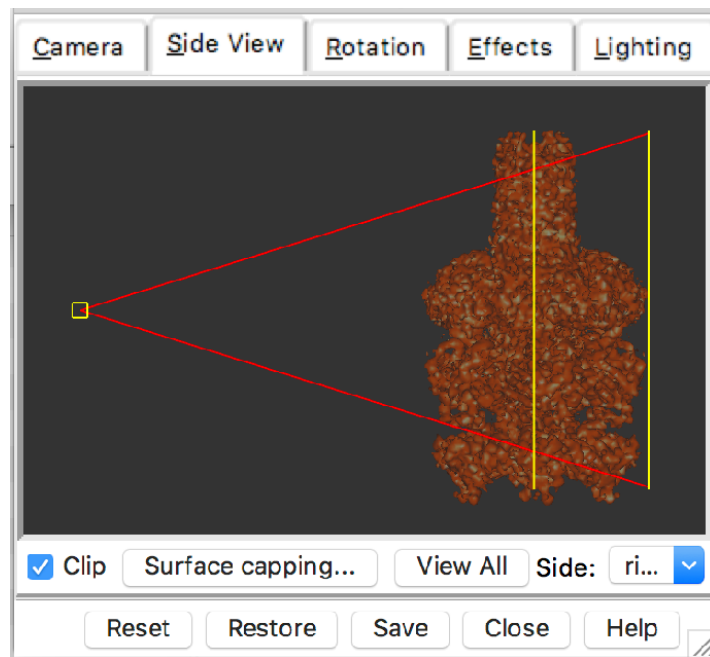 Camera Side View Rotation Effects Lighting
Clip Surface capping... View All Side: ri...
Reset Restore Save Close Help